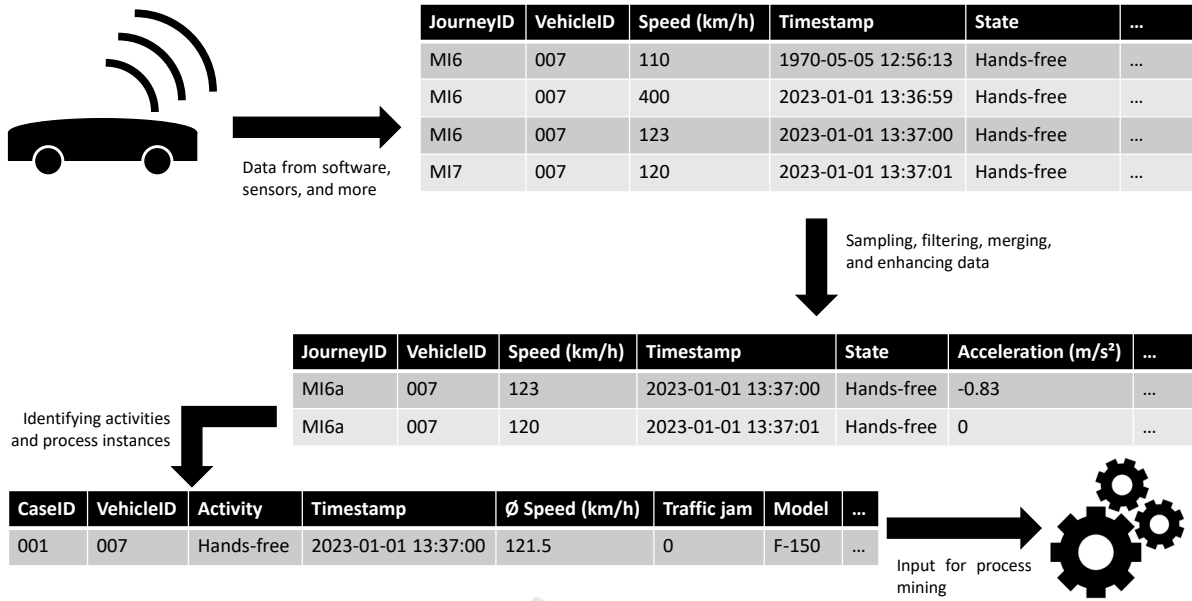 JourneyID VehicleID Speed (km/h) Timestamp State ...
MI6 007 110 1970-05-05 12:56:13 Hands-free ...
MI6 007 400 2023-01-01 13:36:59 Hands-free ...
MI6 007 123 2023-01-01 13:37:00 Hands-free ...
MI7 007 120 2023-01-01 13:37:01 Hands-free ...
Data from software,
sensors, and more
Sampling, filtering, merging,
and enhancing data
JourneyID VehicleID Speed (km/h) Timestamp State Acceleration (m/s²) ...
MI6a 007 123 2023-01-01 13:37:00 Hands-free -0.83 ...
MI6a 007 120 2023-01-01 13:37:01 Hands-free 0 ...
Identifying activities
and process instances
CaseID VehicleID Activity Timestamp Ø Speed (km/h) Traffic jam Model ...
001 007 Hands-free 2023-01-01 13:37:00 121.5 0 F-150 ...
Input for process
mining